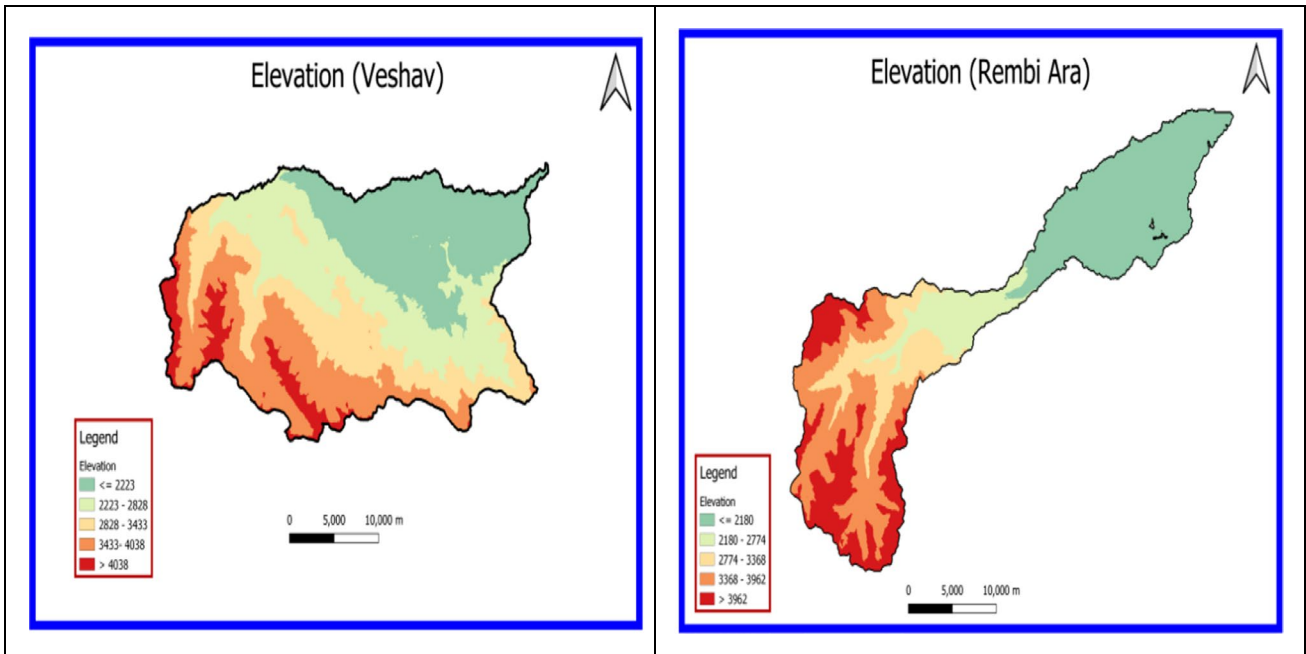 Elevation (Veshav)
Legend
Elevation
<= 2223
2223 - 2828
2828 - 3433
3433- 4038
> 4038
0 5,000 10,000 m
Elevation (Rembi Ara)
Legend
Elevation
<= 2180
2180 - 2774
2774 - 3368
3368 - 3962
> 3962
0 5,000 10,000 m